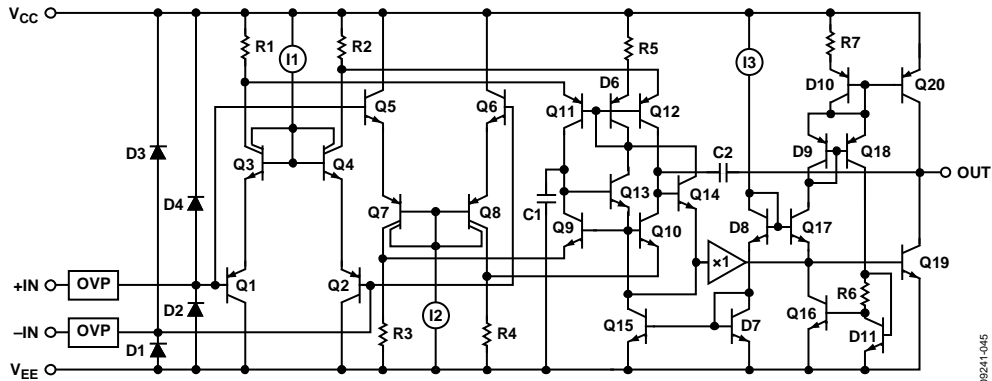 VCC
R1
I1
R2
R5
I3
R7
D6
D10
Q20
Q5
Q6
Q11
Q12
D3
Q3
Q4
D9
Q18
C2
OUT
D4
Q13
Q14
C1
Q7
Q8
Q9
Q10
D8
Q17
×1
Q19
+IN
OVP
Q1
Q2
D2
R6
–IN
OVP
I2
R3
R4
Q15
D7
Q16
D11
D1
VEE
09241-045